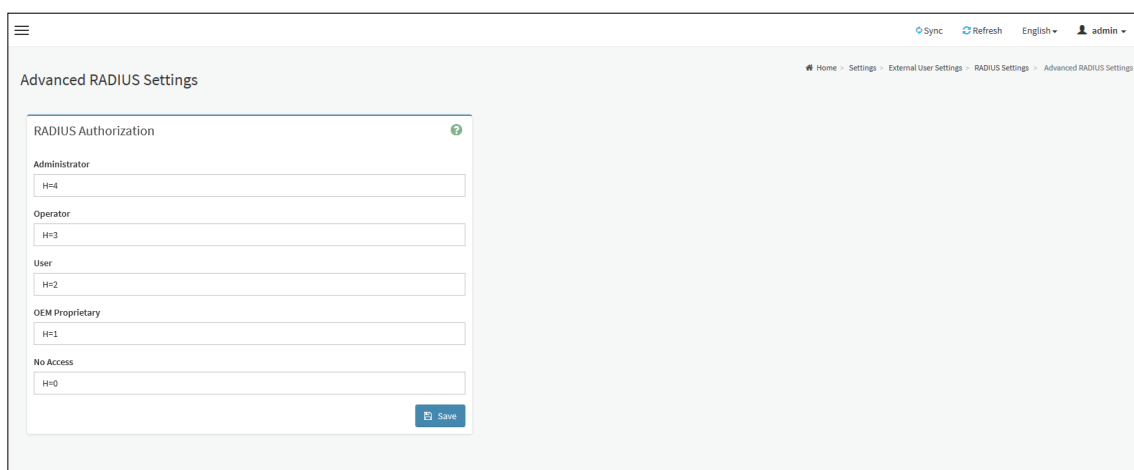 Sync Refresh English admin
Advanced RADIUS Settings
Home > Settings > External User Settings > RADIUS Settings > Advanced RADIUS Settings
RADIUS Authorization
Administrator
H=4
Operator
H=3
User
H=2
OEM Proprietary
H=1
No Access
H=0
Save